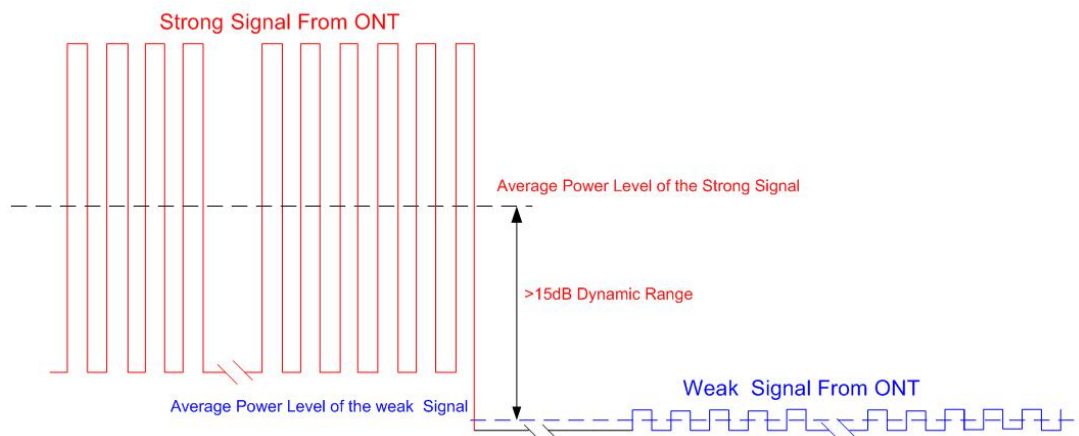 Strong Signal From ONT
Average Power Level of the Strong Signal
>15dB Dynamic Range
Weak Signal From ONT
Average Power Level of the weak Signal